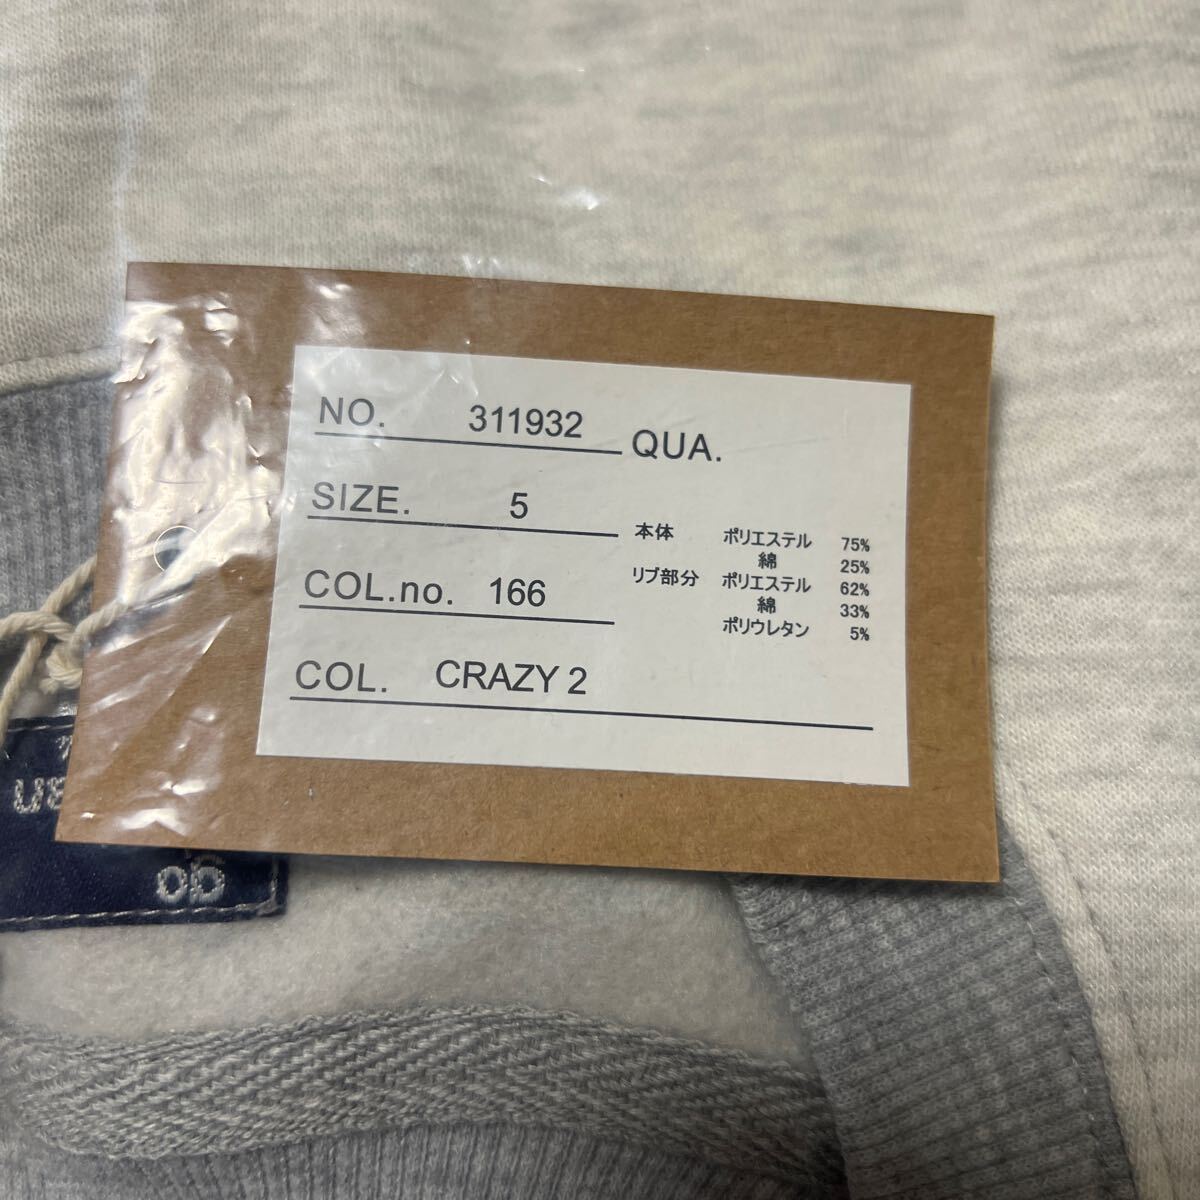 NO. 311932
QUA.
SIZE. 5
COL.no. 166
COL. CRAZY 2
本体 ポリエステル 75%
綿 25%
リブ部分 ポリエステル 62%
綿 33%
ポリウレタン 5%